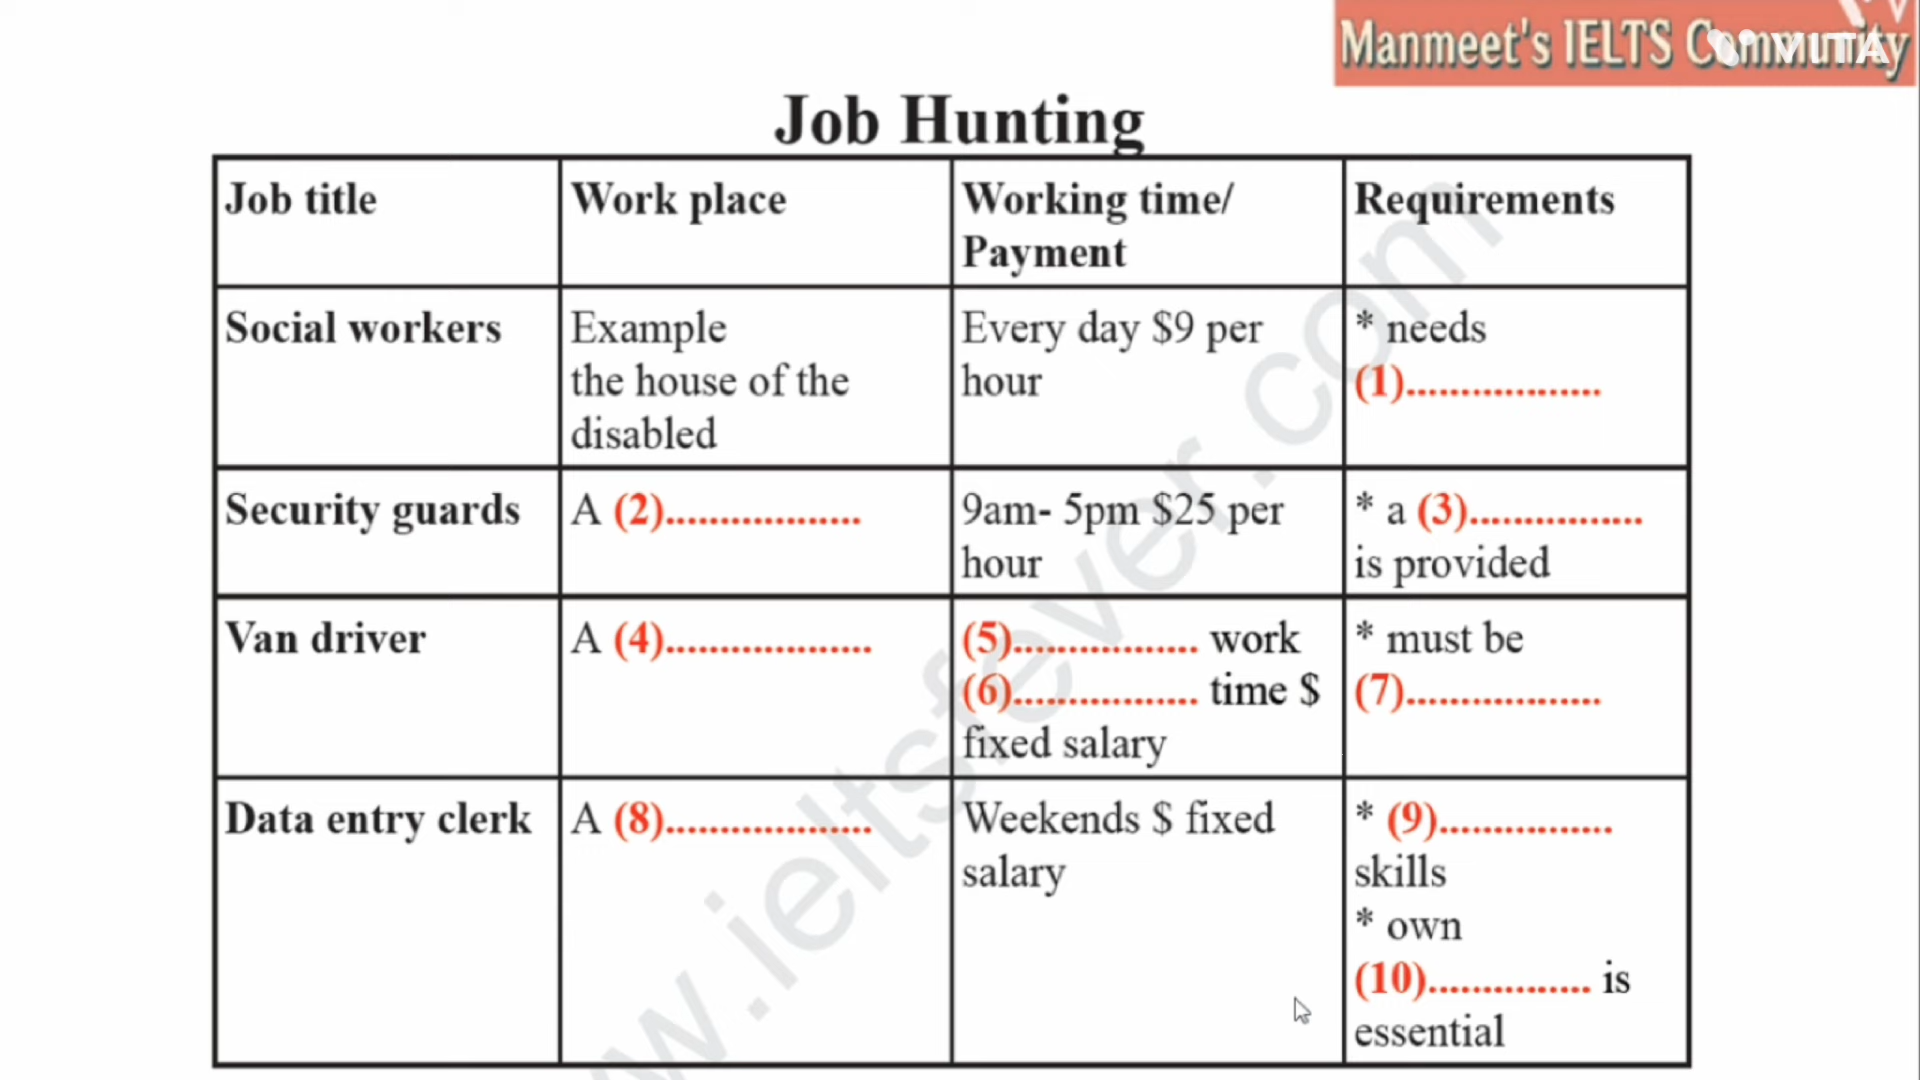 Manmeet's IELTS Community
VITA
Job Hunting
Job title
Work place
Working time/
Payment
Requirements
Social workers
Example
the house of the
disabled
Every day $9 per
hour
* needs
(1)..................
Security guards
A (2)..................
9am- 5pm $25 per
hour
* a (3)................
is provided
Van driver
A (4)...................
(5)................. work
(6)................. time $
fixed salary
* must be
(7)..................
Data entry clerk
A (8)...................
Weekends $ fixed
salary
* (9)................
skills
* own
(10)............... is
essential
w.ieltsfever.com